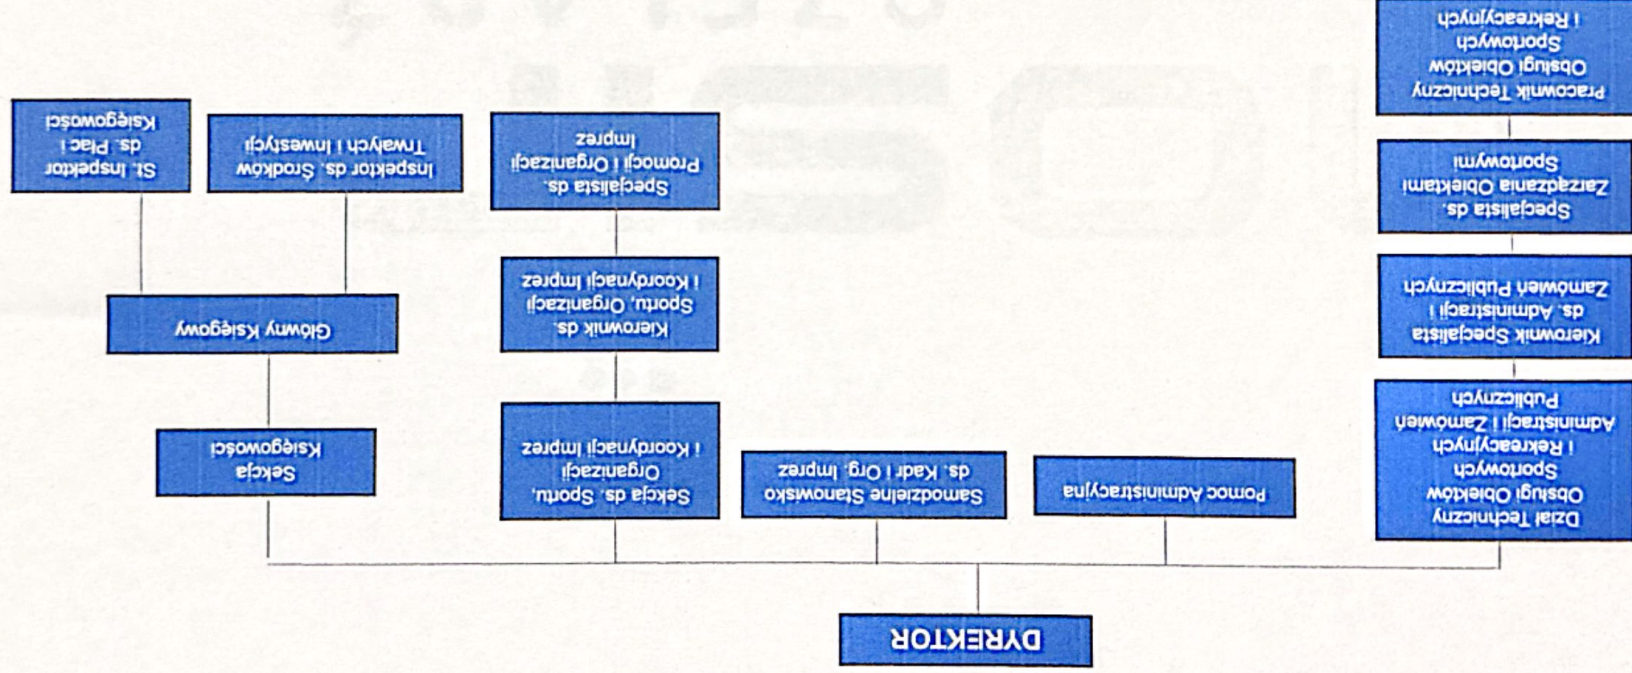 DYREKTOR
Dział Techniczny
Obsługi Obiektów
Sportowych
i Rekreacyjnych
Administracji i Zamówień
Publicznych
Pomoc Administracyjna
Samodzielne Stanowsko
ds. Kadr i Org. Imprez
Sekcja ds. Sportu,
Organizacji
i Koordynacji Imprez
Sekcja
Księgowości
Kierownik Specjalista
ds. Administracji i
Zamówień Publicznych
Kierownik ds.
Sportu, Organizacji
i Koordynacji Imprez
Główny Księgowy
Specjalista ds.
Zarządzania Obiektami
Sportowymi
Specjalista ds.
Promocji i Organizacji
Imprez
Inspektor ds. Środków
Trwałych i Inwestycji
St. Inspektor
ds. Płac i
Księgowości
Pracownik Techniczny
Obsługi Obiektów
Sportowych
i Rekreacyjnych